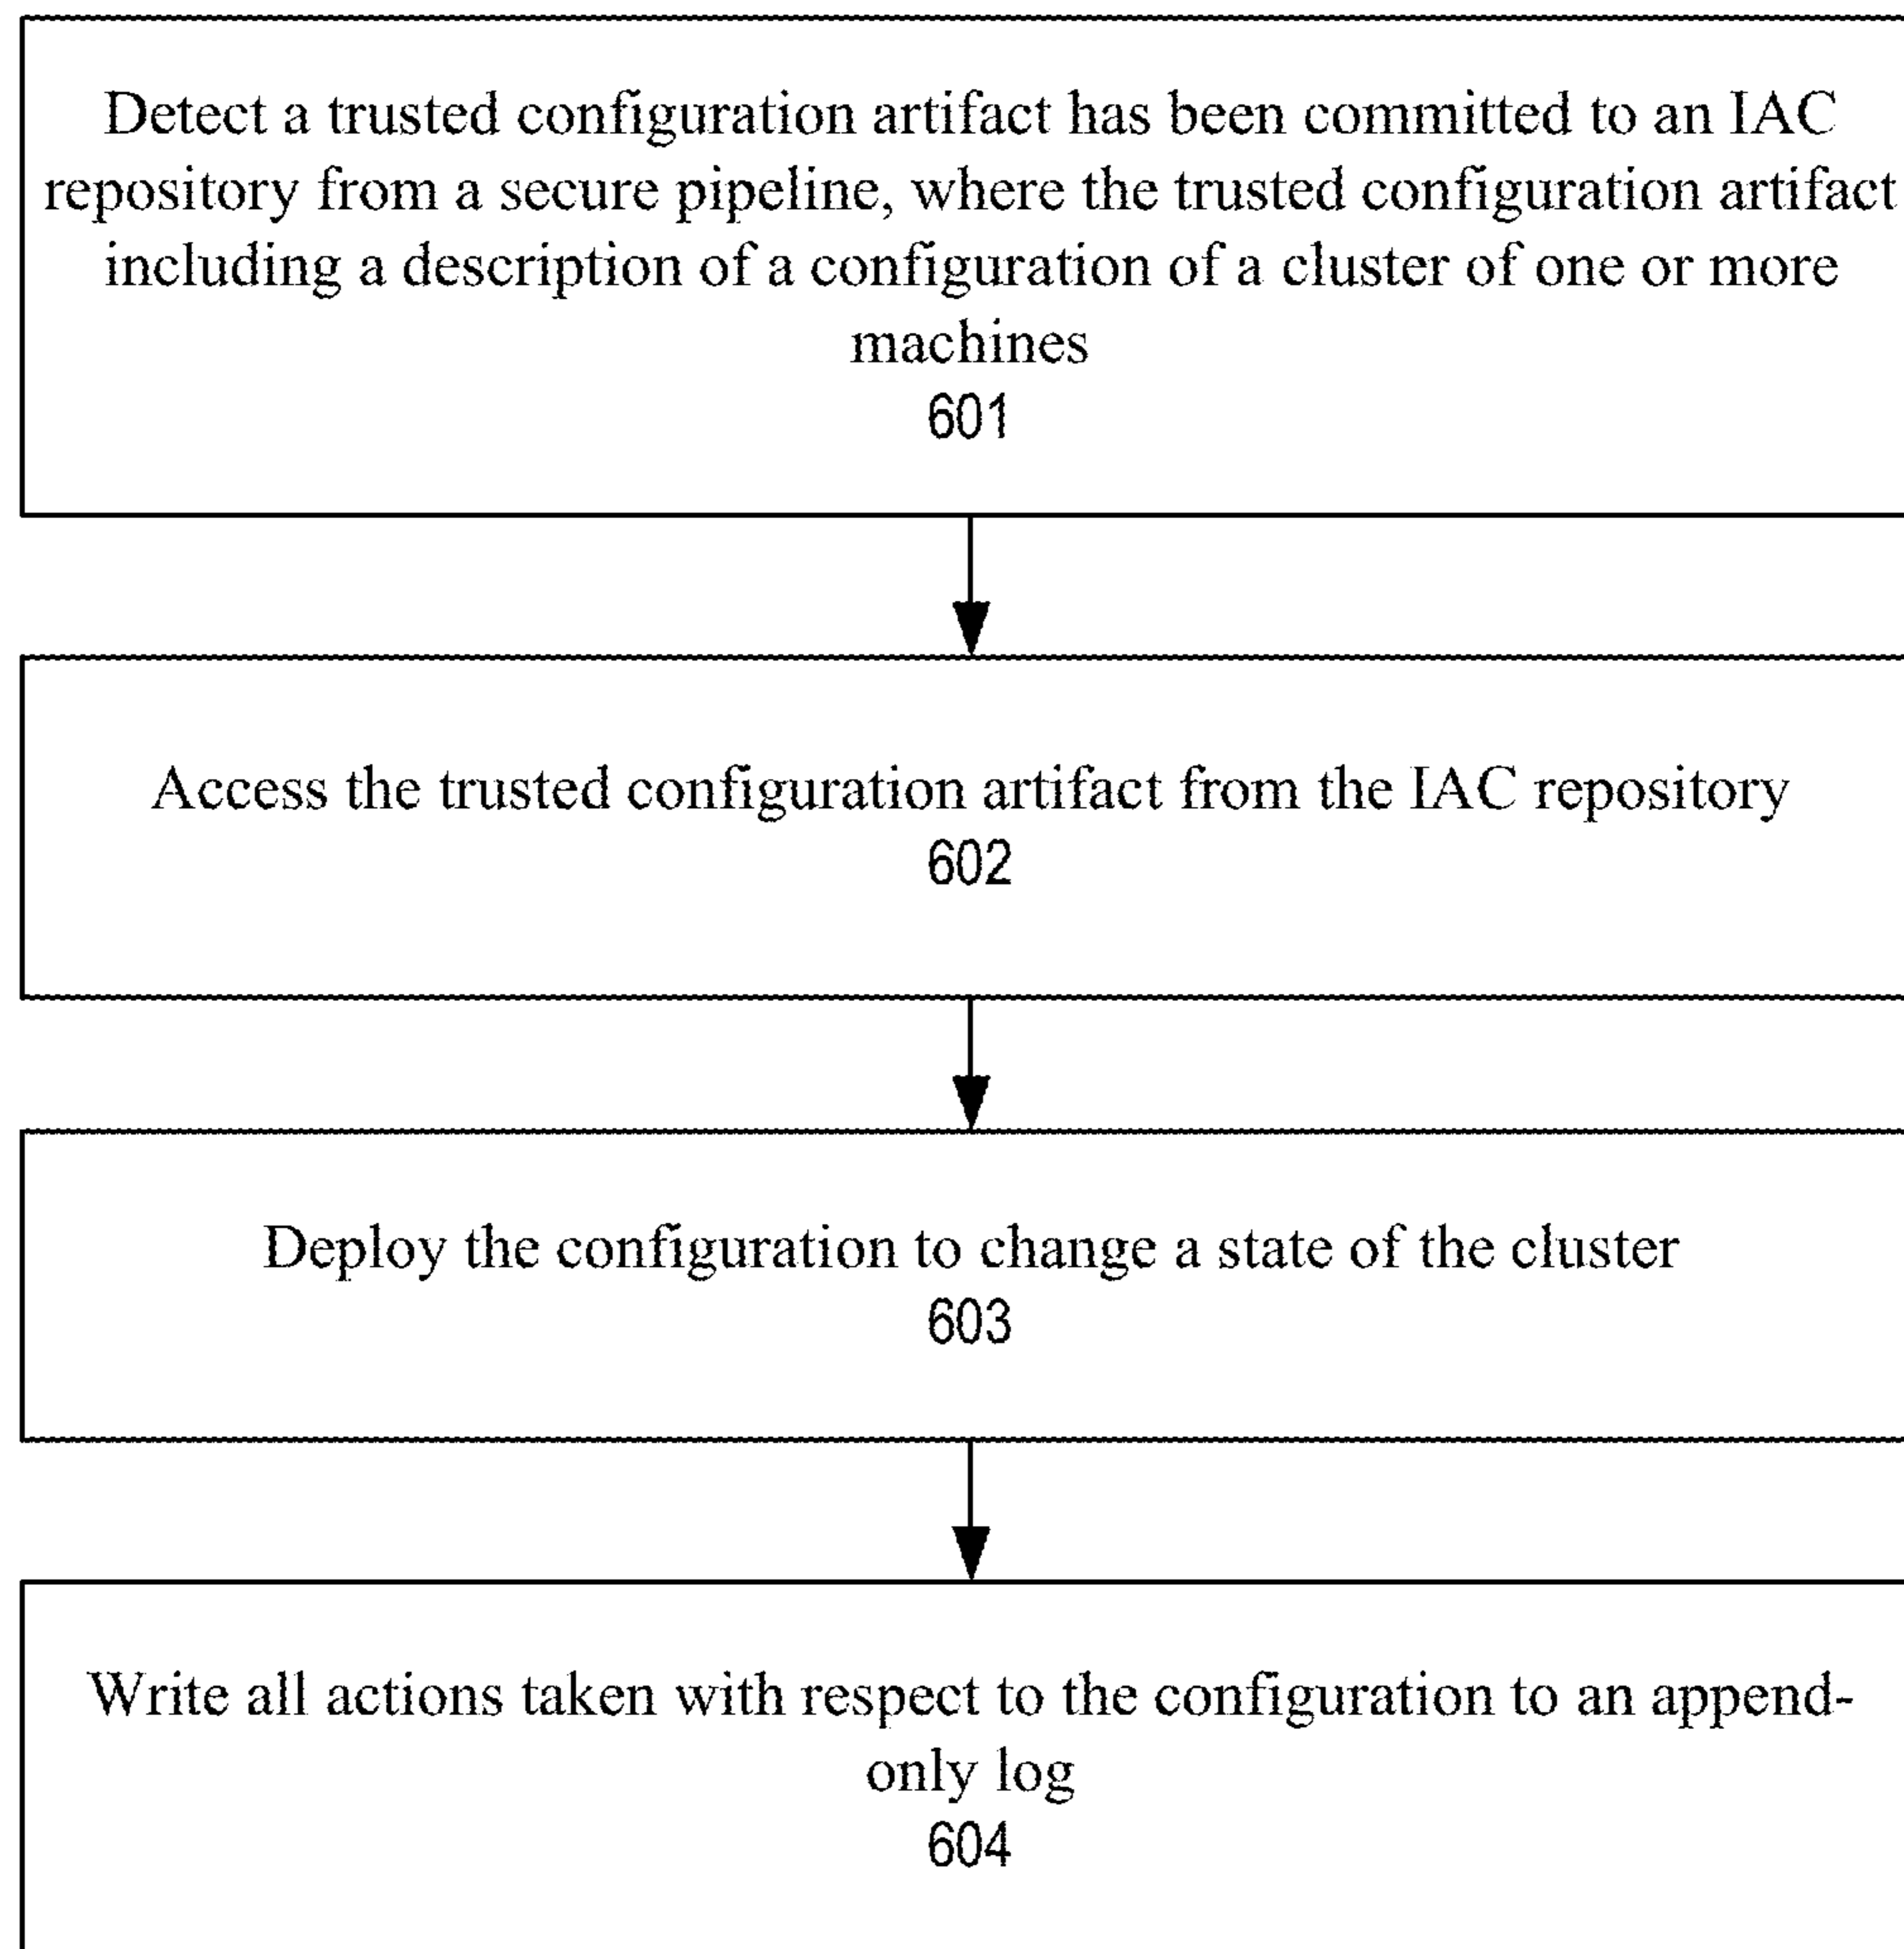 Detect a trusted configuration artifact has been committed to an IAC
repository from a secure pipeline, where the trusted configuration artifact
including a description of a configuration of a cluster of one or more
machines
601
Access the trusted configuration artifact from the IAC repository
602
Deploy the configuration to change a state of the cluster
603
Write all actions taken with respect to the configuration to an append-
only log
604